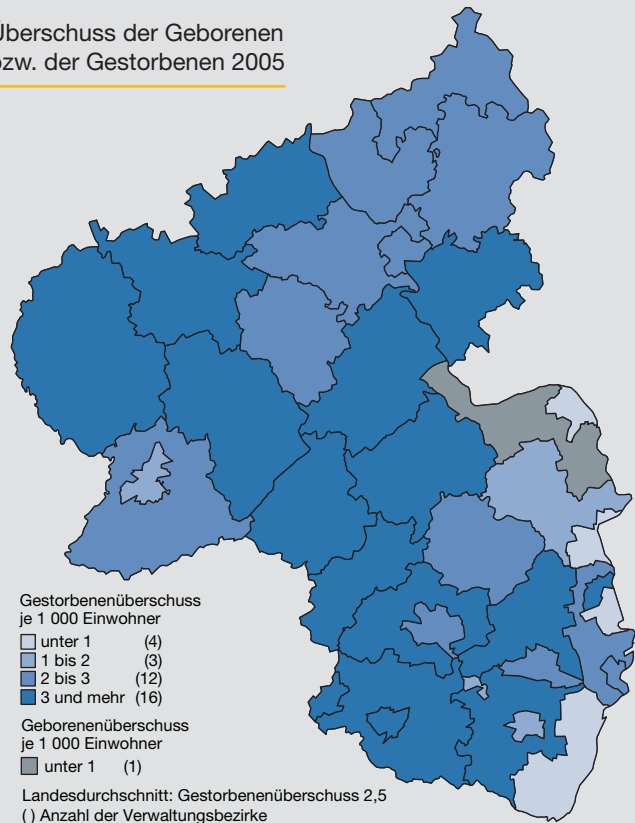 Überschuss der Geborenen
bzw. der Gestorbenen 2005
Gestorbenenüberschuss
je 1 000 Einwohner
unter 1 (4)
1 bis 2 (3)
2 bis 3 (12)
3 und mehr (16)
Geborenenüberschuss
je 1 000 Einwohner
unter 1 (1)
Landesdurchschnitt: Gestorbenenüberschuss 2,5
( ) Anzahl der Verwaltungsbezirke